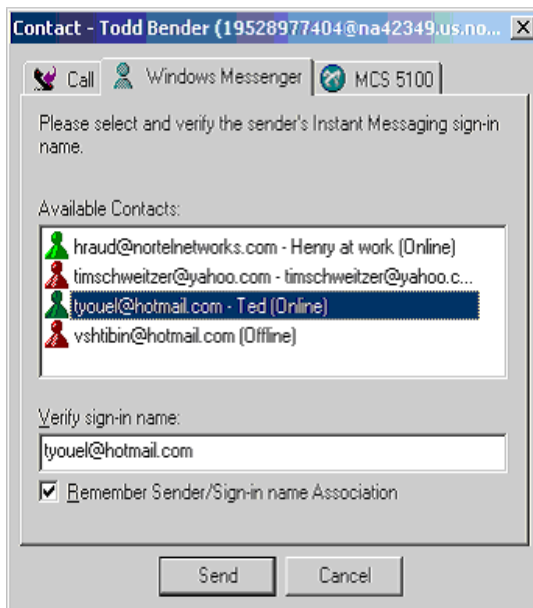 Contact - Todd Bender (19528977404@na42349.us.no...
Call
Windows Messenger
MCS 5100
Please select and verify the sender's Instant Messaging sign-in
name.
Available Contacts:
hraud@nortelnetworks.com - Henry at work (Online)
timschweitzer@yahoo.com - timschweitzer@yahoo.c...
tyouel@hotmail.com - Ted (Online)
vshtibin@hotmail.com (Offline)
Verify sign-in name:
tyouel@hotmail.com
Remember Sender/Sign-in name Association
Send
Cancel